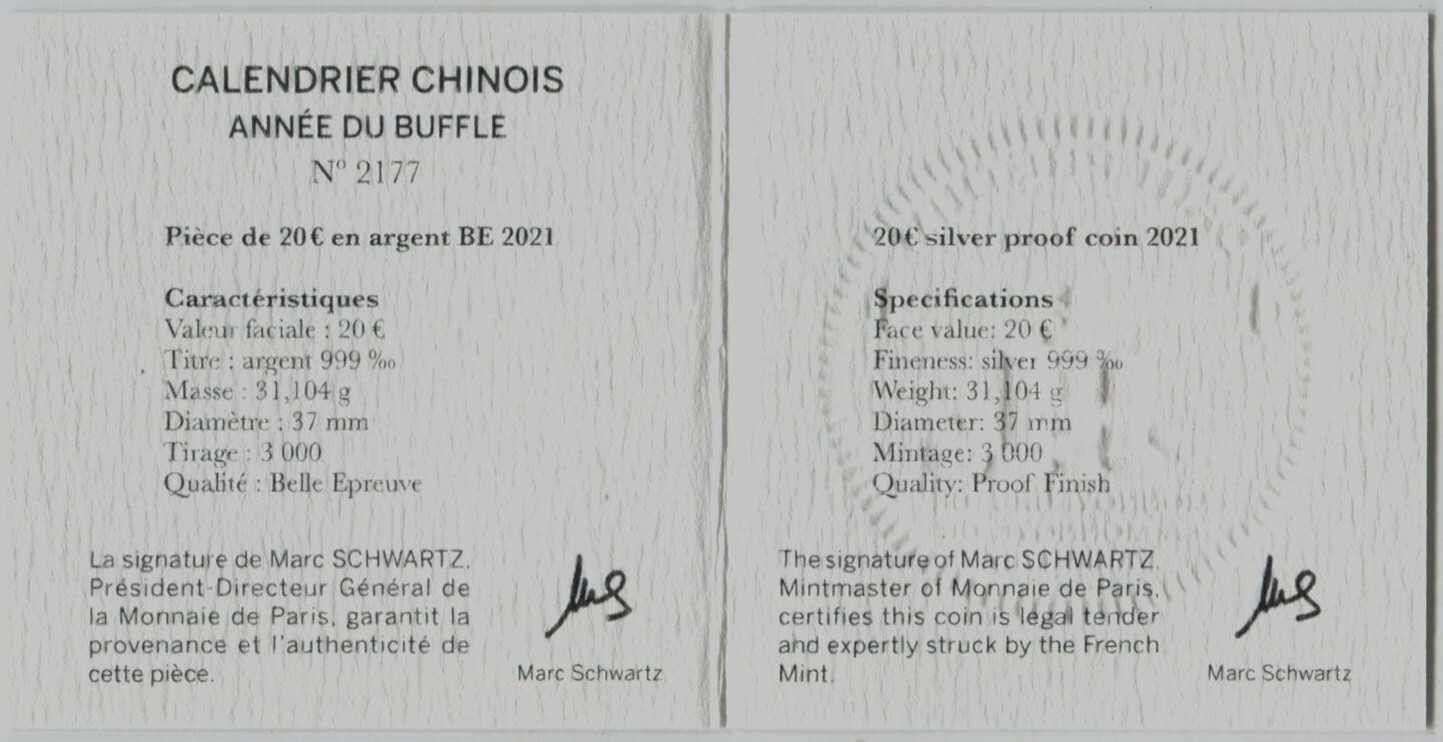 CALENDRIER CHINOIS
ANNÉE DU BUFFLE
N° 2177
Pièce de 20 € en argent BE 2021
Caractéristiques
Valeur faciale : 20 €
Titre : argent 999 ‰
Masse : 31,104 g
Diamètre : 37 mm
Tirage : 3 000
Qualité : Belle Epreuve
La signature de Marc SCHWARTZ,
Président-Directeur Général de
la Monnaie de Paris, garantit la
provenance et l'authenticité de
cette pièce.
Marc Schwartz
20€ silver proof coin 2021
Specifications
Face value: 20 €
Fineness: silver 999 ‰
Weight: 31,104 g
Diameter: 37 mm
Mintage: 3 000
Quality: Proof Finish
The signature of Marc SCHWARTZ,
Mintmaster of Monnaie de Paris,
certifies this coin is legal tender
and expertly struck by the French
Mint.
Marc Schwartz